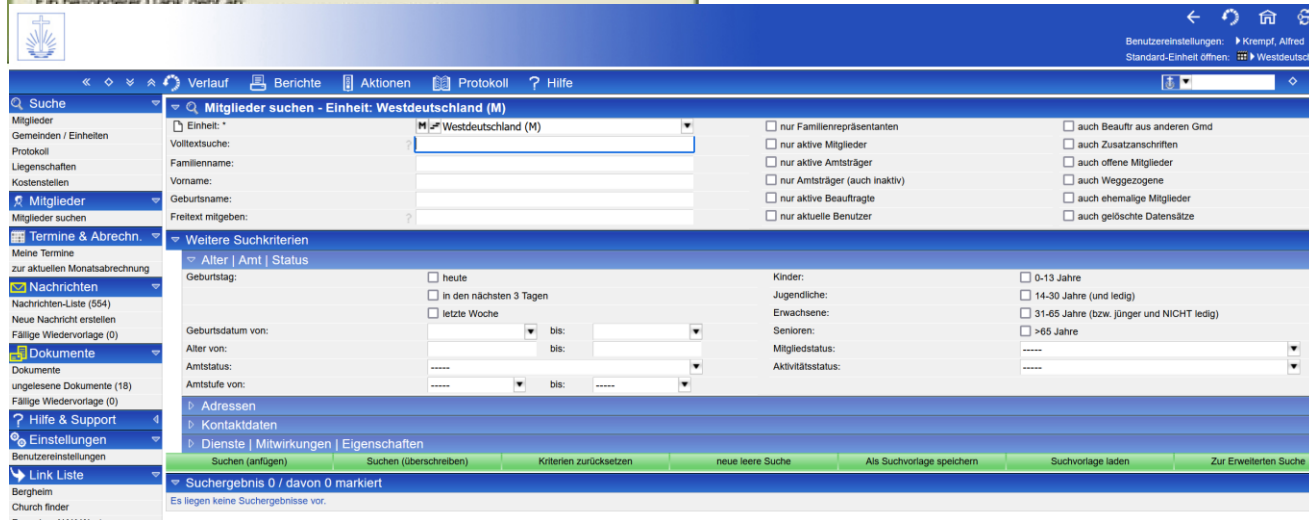 Ein besonderer Dank geht an
Benutzereinstellungen: Krempf, Alfred
Standard-Einheit öffnen: Westdeutsch
Verlauf Berichte Aktionen Protokoll ? Hilfe
Suche
Mitglieder
Gemeinden / Einheiten
Protokoll
Liegenschaften
Kostenstellen
Mitglieder
Mitglieder suchen
Termine & Abrechn.
Meine Termine
zur aktuellen Monatsabrechnung
Nachrichten
Nachrichten-Liste (554)
Neue Nachricht erstellen
Fällige Wiedervorlage (0)
Dokumente
Dokumente
ungelesene Dokumente (18)
Fällige Wiedervorlage (0)
? Hilfe & Support
Einstellungen
Benutzereinstellungen
Link Liste
Bergheim
Church finder
Mitglieder suchen - Einheit: Westdeutschland (M)
Einheit: * M Westdeutschland (M) nur Familienrepräsentanten auch Beauftr aus anderen Gmd
Volltextsuche: ? nur aktive Mitglieder auch Zusatzanschriften
Familienname: nur aktive Amtsträger auch offene Mitglieder
Vorname: nur Amtsträger (auch inaktiv) auch Weggezogene
Geburtsname: nur aktive Beauftragte auch ehemalige Mitglieder
Freitext mitgeben: ? nur aktuelle Benutzer auch gelöschte Datensätze
Weitere Suchkriterien
Alter | Amt | Status
Geburtstag: heute Kinder: 0-13 Jahre
in den nächsten 3 Tagen Jugendliche: 14-30 Jahre (und ledig)
letzte Woche Erwachsene: 31-65 Jahre (bzw. jünger und NICHT ledig)
Geburtsdatum von: bis: Senioren: >65 Jahre
Alter von: bis: Mitgliedstatus: -----
Amtstatus: ----- Aktivitätsstatus: -----
Amtstufe von: ----- bis: -----
Adressen
Kontaktdaten
Dienste | Mitwirkungen | Eigenschaften
Suchen (anfügen) Suchen (überschreiben) Kriterien zurücksetzen neue leere Suche Als Suchvorlage speichern Suchvorlage laden Zur Erweiterten Suche
Suchergebnis 0 / davon 0 markiert
Es liegen keine Suchergebnisse vor.